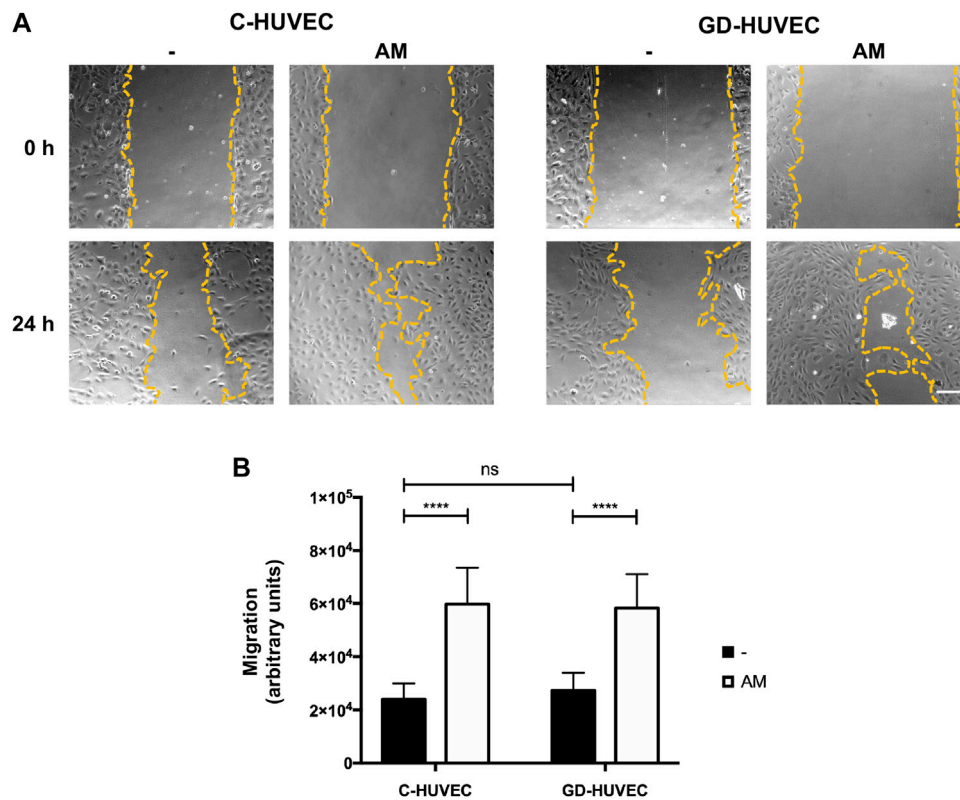 A
C-HUVEC
GD-HUVEC
-
AM
-
AM
0 h
24 h
B
ns
****
****
1×10⁵
8×10⁴
6×10⁴
4×10⁴
2×10⁴
0
Migration
(arbitrary units)
-
AM
C-HUVEC
GD-HUVEC